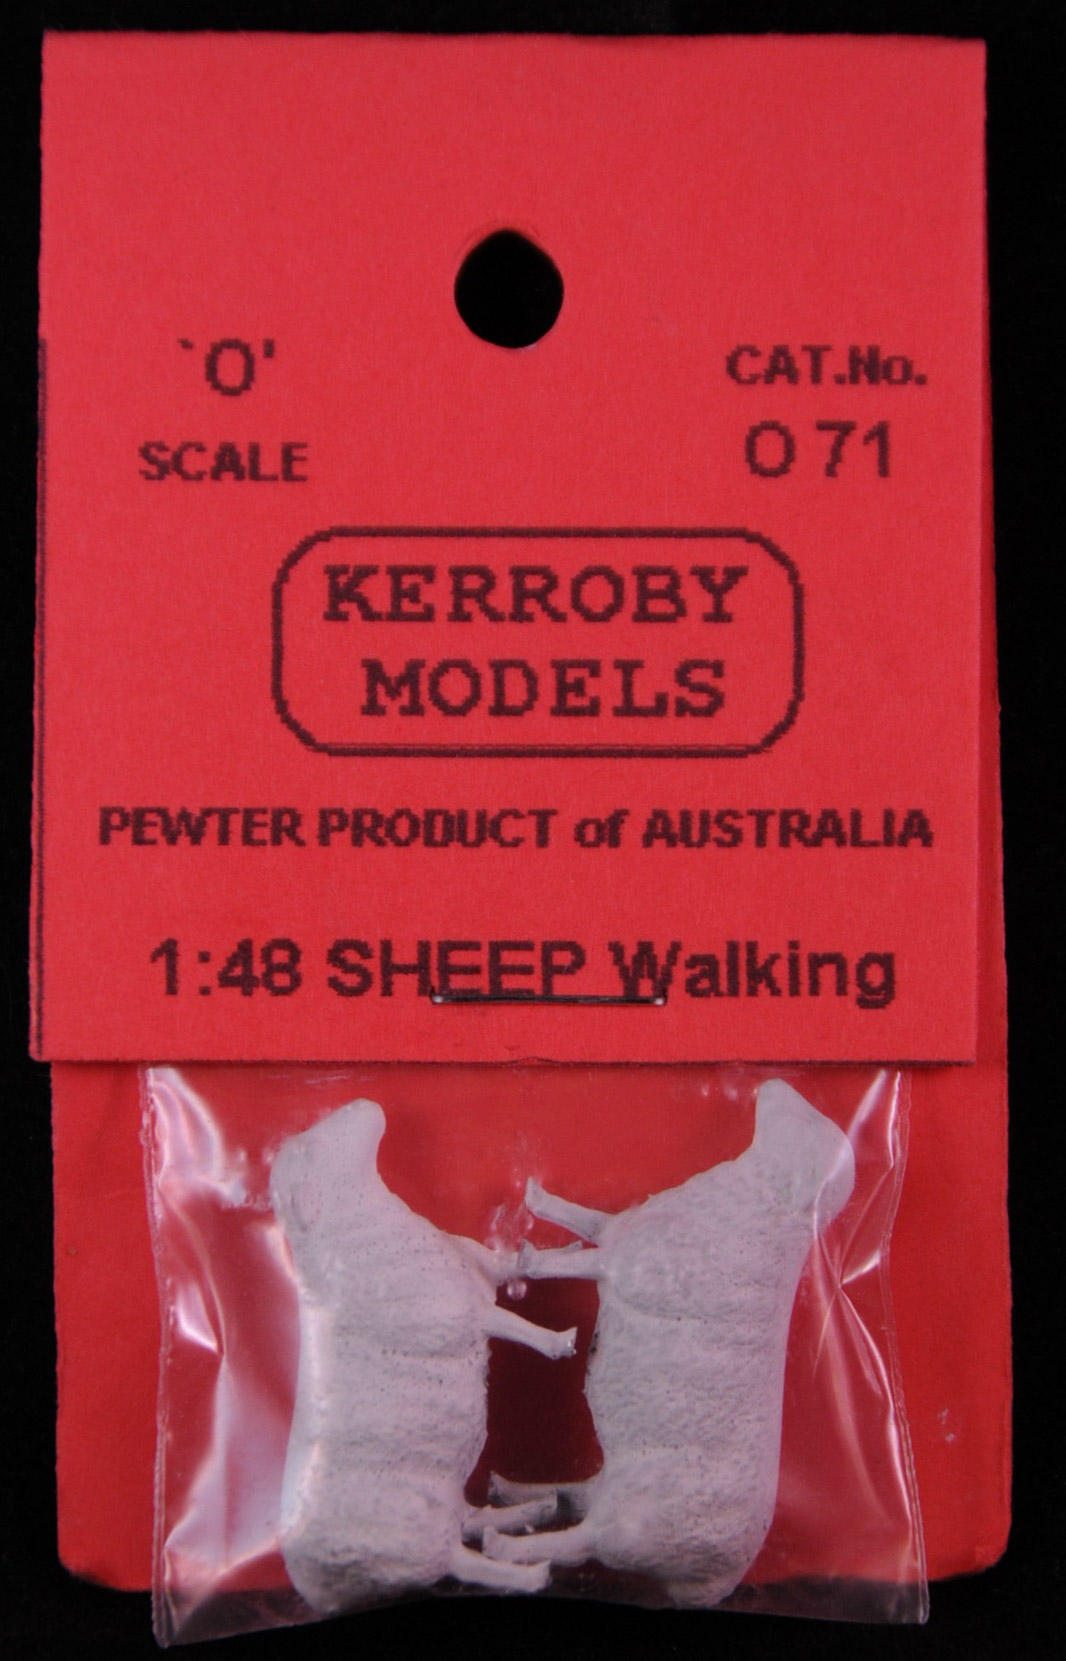 `O'
SCALE
CAT.No.
O 71
KERROBY
MODELS
PEWTER PRODUCT of AUSTRALIA
1:48 SHEEP Walking